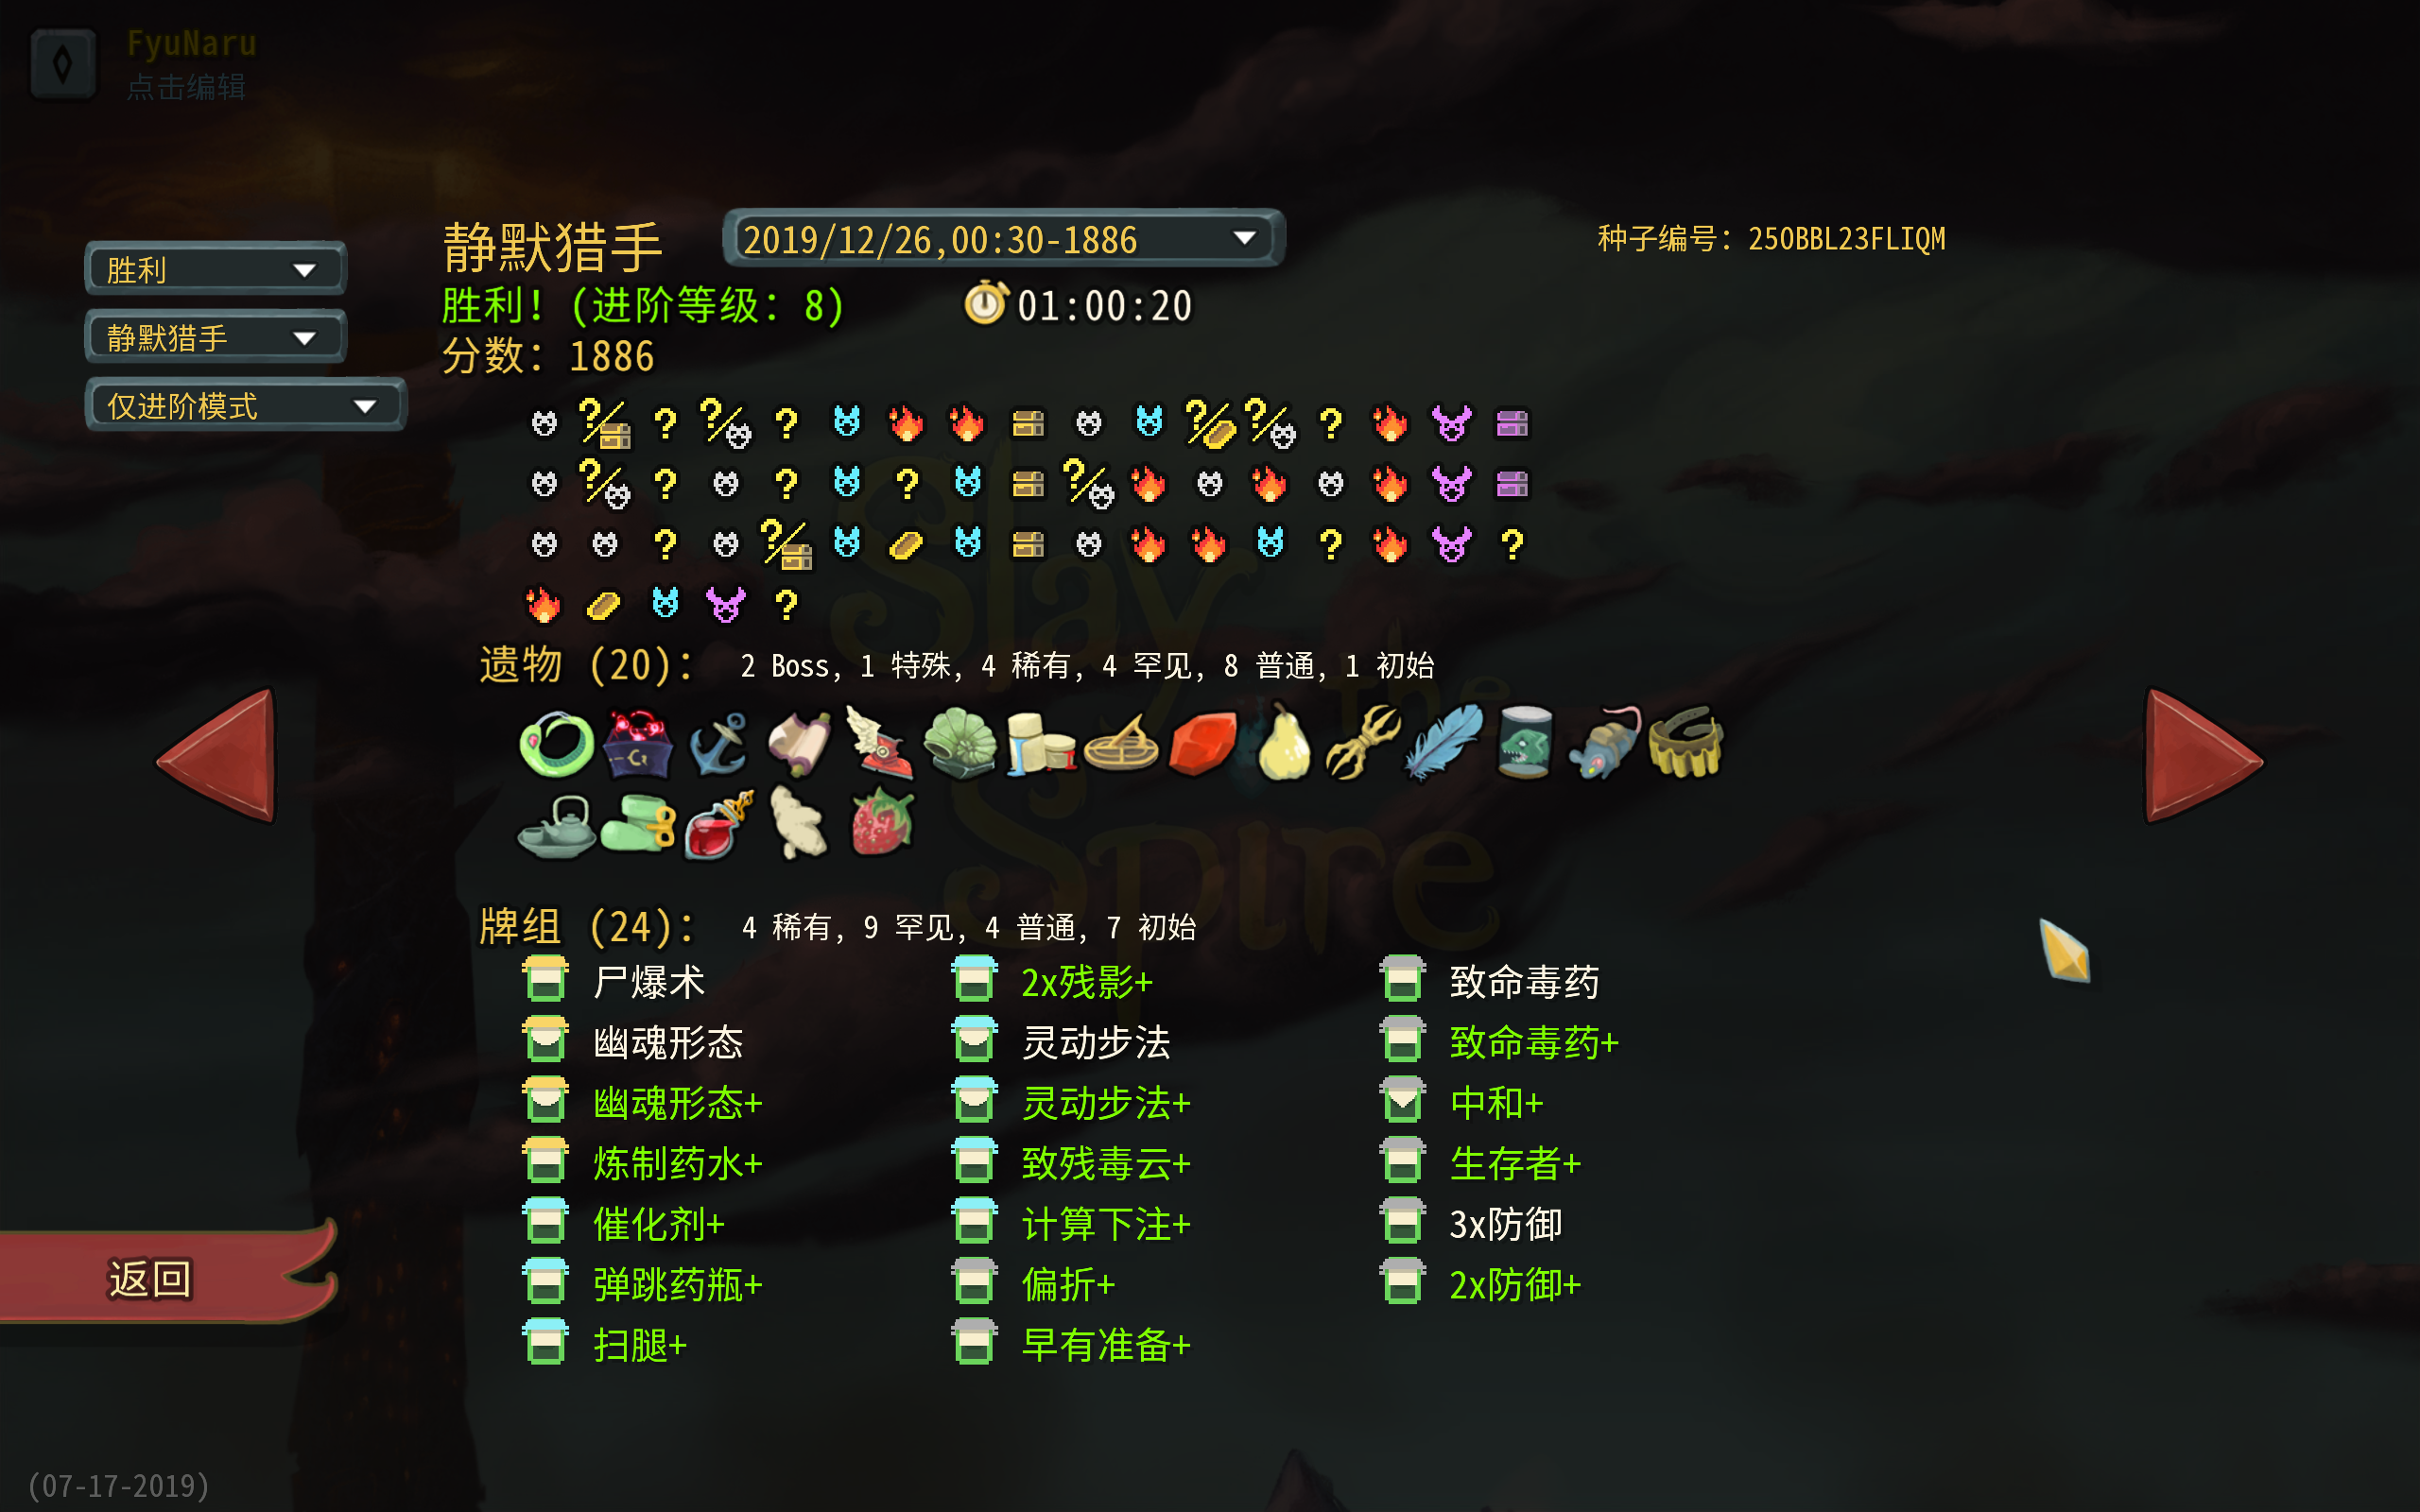 FyuNaru
点击编辑
静默猎手
2019/12/26,00:30-1886
种子编号: 250BBL23FLIQM
胜利
静默猎手
仅进阶模式
胜利! (进阶等级: 8)
01:00:20
分数: 1886
遗物 (20):
2 Boss, 1 特殊, 4 稀有, 4 罕见, 8 普通, 1 初始
牌组 (24):
4 稀有, 9 罕见, 4 普通, 7 初始
尸爆术
幽魂形态
幽魂形态+
炼制药水+
催化剂+
弹跳药瓶+
扫腿+
2x残影+
灵动步法
灵动步法+
致残毒云+
计算下注+
偏折+
早有准备+
致命毒药
致命毒药+
中和+
生存者+
3x防御
2x防御+
返回
Slay
the
Spire
(07-17-2019)